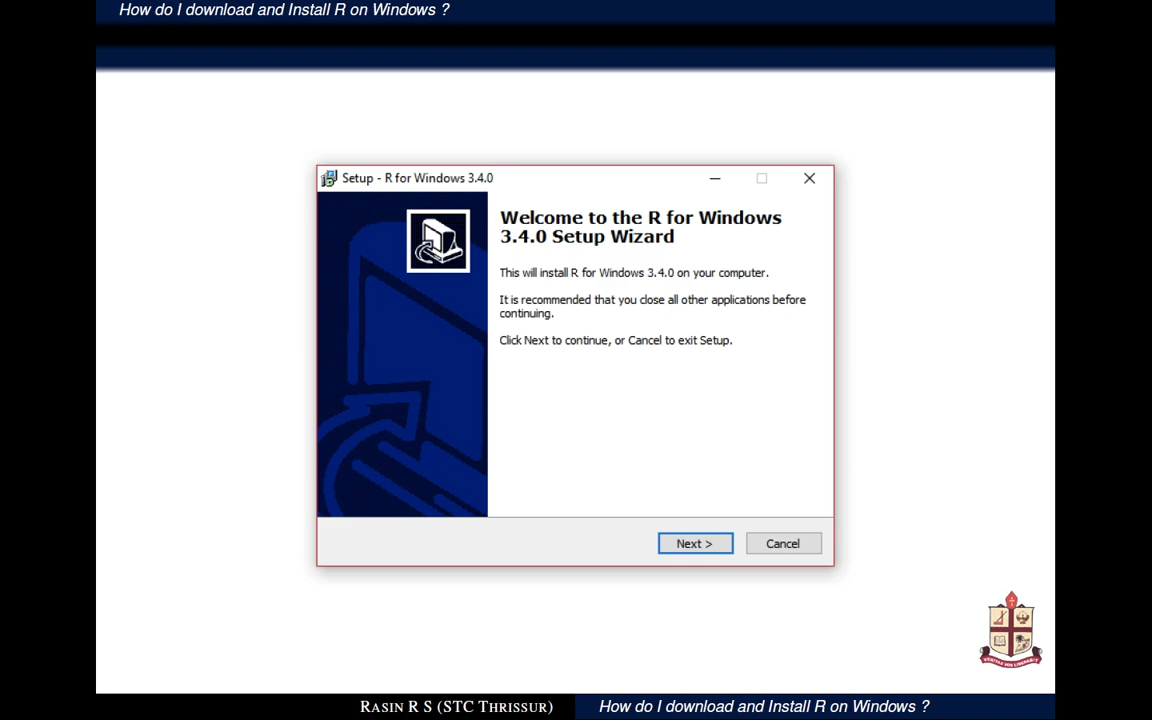 How do I download and Install R on Windows ?
Setup - R for Windows 3.4.0
Welcome to the R for Windows
3.4.0 Setup Wizard
This will install R for Windows 3.4.0 on your computer.
It is recommended that you close all other applications before
continuing.
Click Next to continue, or Cancel to exit Setup.
Next >
Cancel
VERITAS VOS LIBERABIT
RASIN R S (STC THRISSUR)
How do I download and Install R on Windows ?